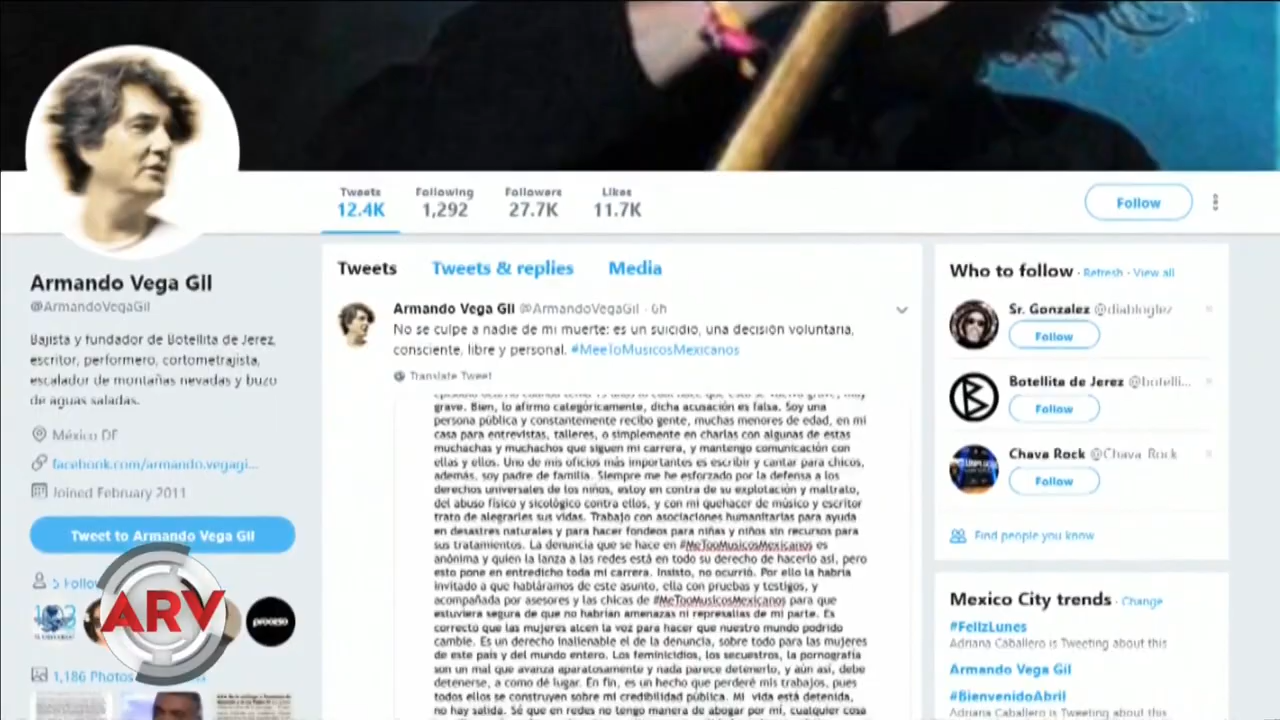 Tweets
12.4K
Following
1,292
Followers
27.7K
Likes
11.7K
Follow
Armando Vega Gil
@ArmandoVegaGil
Bajista y fundador de Botellita de Jerez,
escritor, performero, cortometrajista,
escalador de montañas nevadas y buzo
de aguas saladas.
México DF
facebook.com/armando.vegagi...
Joined February 2011
Tweet to Armando Vega Gil
5 Follow
ARV
1,186 Photos
Tweets
Tweets & replies
Media
Armando Vega Gil @ArmandoVegaGil · 6h
No se culpe a nadie de mi muerte: es un suicidio, una decisión voluntaria,
consciente, libre y personal. #MeeToMusicosMexicanos
Translate Tweet
grave. Bien, lo afirmo categóricamente, dicha acusación es falsa. Soy una
persona pública y constantemente recibo gente, muchas menores de edad, en mi
casa para entrevistas, talleres, o simplemente en charlas con algunas de estas
muchachas y muchachos que siguen mi carrera, y mantengo comunicación con
ellas y ellos. Uno de mis oficios más importantes es escribir y cantar para chicos,
además, soy padre de familia. Siempre me he esforzado por la defensa a los
derechos universales de los niños, estoy en contra de su explotación y maltrato,
del abuso físico y sicológico contra ellos, y con mi quehacer de músico y escritor
trato de alegrarles sus vidas. Trabajo con asociaciones humanitarias para ayuda
en desastres naturales y para hacer fondeos para niñas y niños sin recursos para
sus tratamientos. La denuncia que se hace en #MeTooMusicosMexicanos es
anónima y quien la lanza a las redes está en todo su derecho de hacerlo así, pero
esto pone en entredicho toda mi carrera. Insisto, no ocurrió. Por ello la habría
invitado a que habláramos de este asunto, ella con pruebas y testigos, y
acompañada por asesores y las chicas de #MeTooMusicosMexicanos para que
estuviera segura de que no habrían amenazas ni represalias de mi parte. Es
correcto que las mujeres alcen la voz para hacer que nuestro mundo podrido
cambie. Es un derecho inalienable el de la denuncia, sobre todo para las mujeres
de este país y del mundo entero. Los feminicidios, los secuestros, la pornografía
son un mal que avanza aparatosamente y nada parece detenerlo, y aún así, debe
detenerse, a como dé lugar. En fin, es un hecho que perderé mis trabajos, pues
todos ellos se construyen sobre mi credibilidad pública. Mi vida está detenida,
no hay salida. Sé que en redes no tengo manera de abogar por mí, cualquier cosa
Who to follow · Refresh · View all
Sr. Gonzalez @diabloglez
Follow
Botellita de Jerez @botelli...
Follow
Chava Rock @Chava_Rock
Follow
Find people you know
Mexico City trends · Change
#FelizLunes
Adriana Caballero is Tweeting about this
Armando Vega Gil
#BienvenidoAbril
Adriana Caballero is Tweeting about this